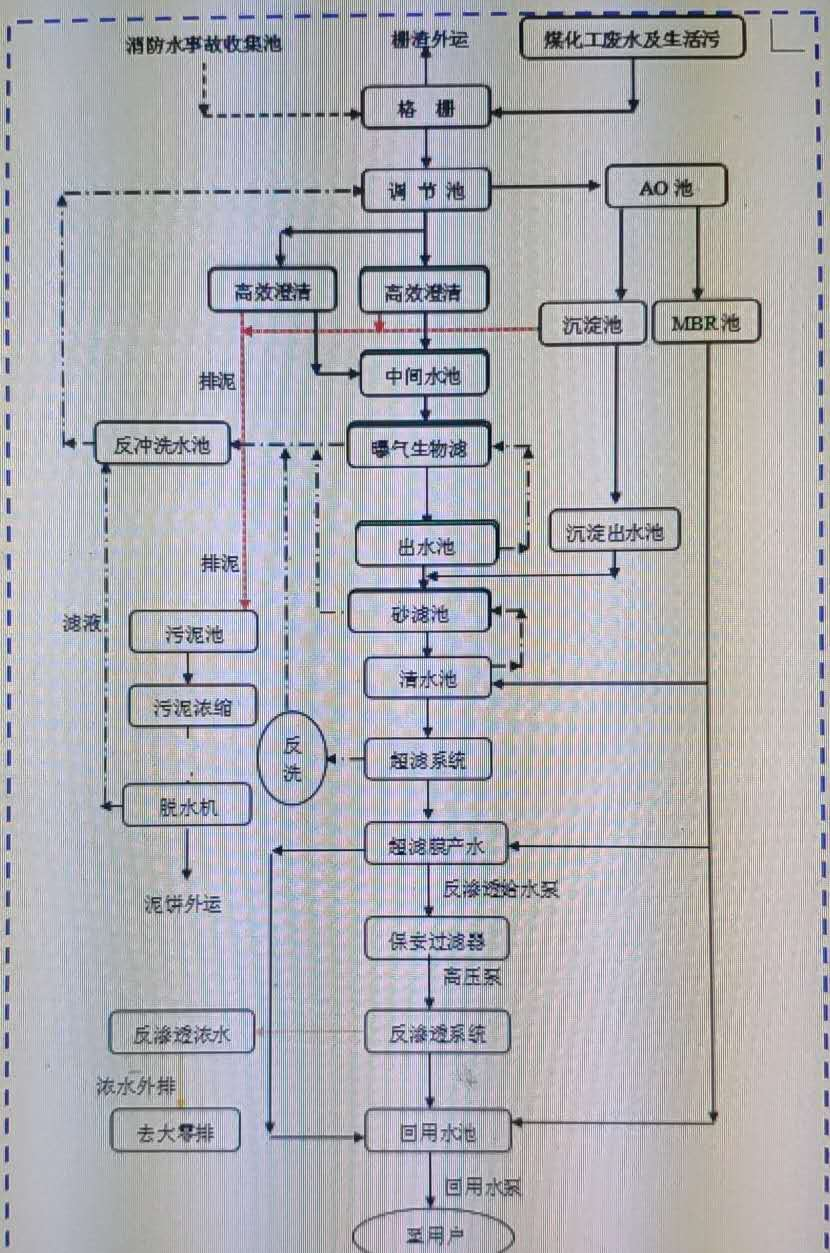 消防水事故收集池
栅渣外运
煤化工废水及生活污
格 栅
调 节 池
AO 池
高效澄清
高效澄清
沉淀池
MBR 池
排泥
中间水池
反冲洗水池
曝气生物滤
出水池
沉淀出水池
排泥
滤液
砂滤池
污泥池
清水池
污泥浓缩
反
洗
超滤系统
脱水机
超滤膜产水
反渗透给水泵
泥饼外运
保安过滤器
高压泵
反渗透浓水
反渗透系统
浓水外排
去大零排
回用水池
回用水泵
至用户